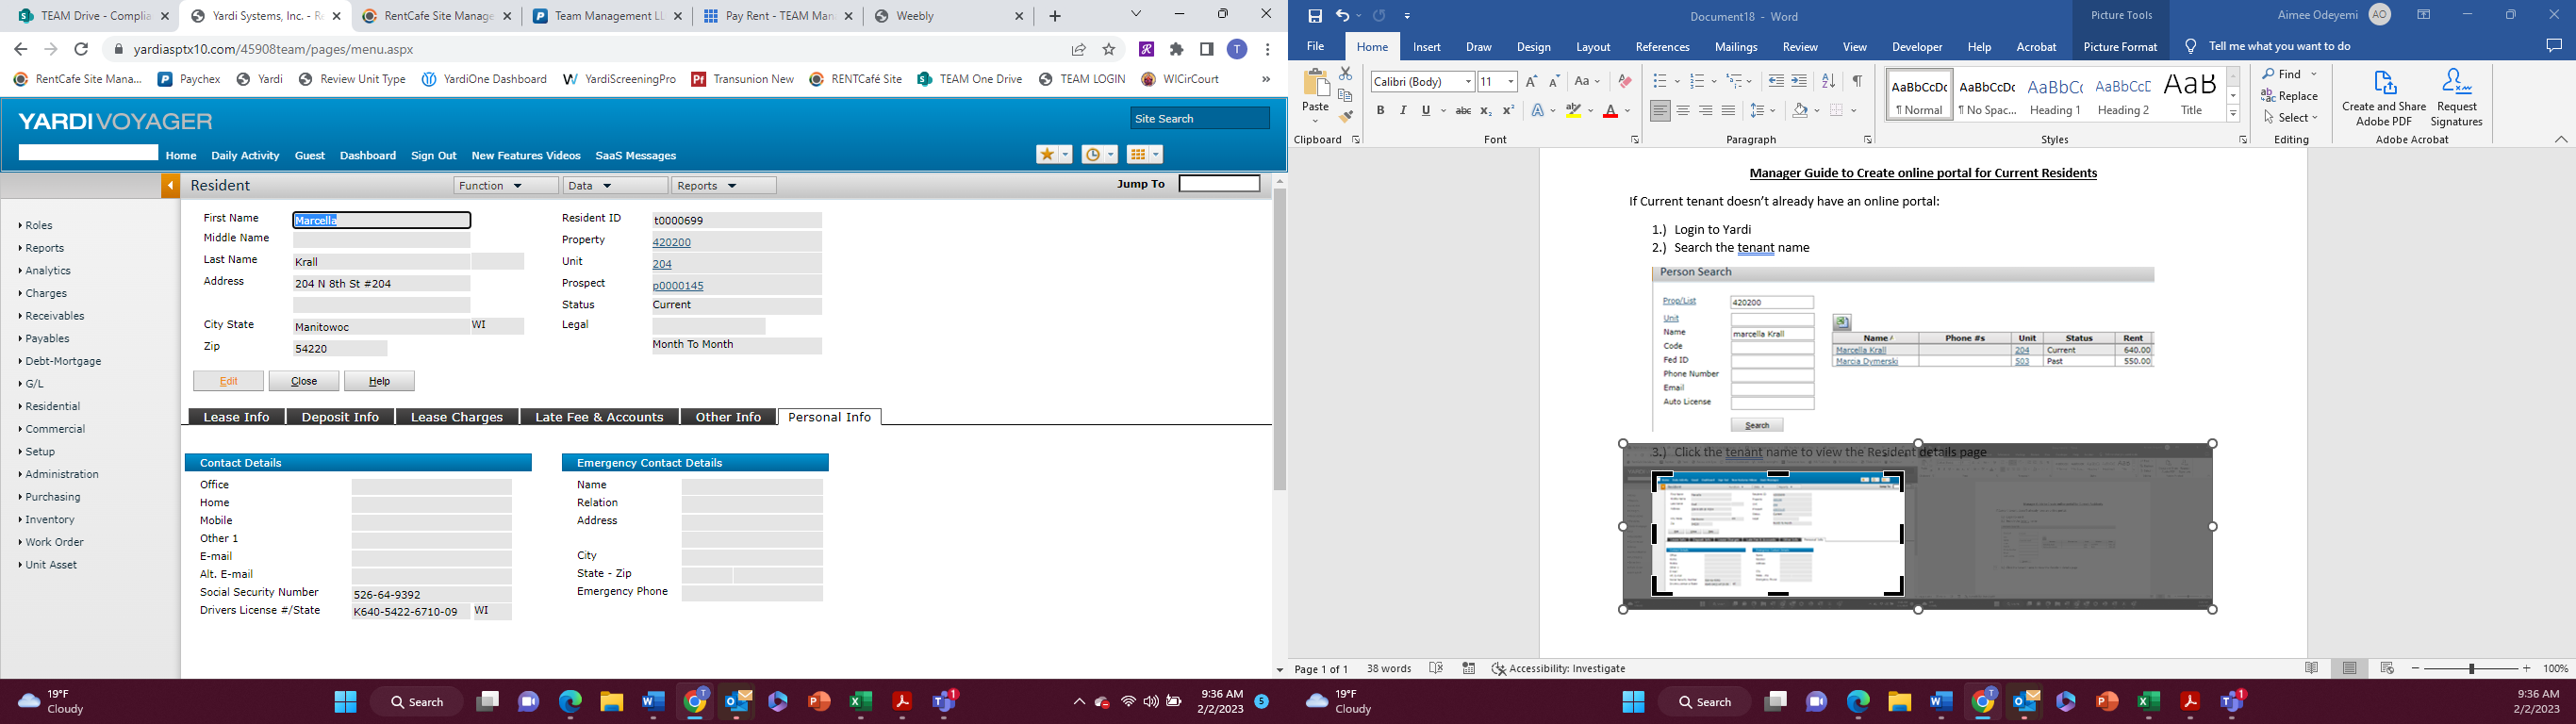 TEAM Drive - Complia
Yardi Systems, Inc. - Re
RentCafe Site Manage
Team Management LL
Pay Rent - TEAM Man
Weebly
yardiasptx10.com/45908team/pages/menu.aspx
RentCafe Site Mana...
Paychex
Yardi
Review Unit Type
YardiOne Dashboard
YardiScreeningPro
Transunion New
RENTCafé Site
TEAM One Drive
TEAM LOGIN
WICirCourt
YARDI VOYAGER
Site Search
Home Daily Activity Guest Dashboard Sign Out New Features Videos SaaS Messages
Resident
Function
Data
Reports
Jump To
Roles
Reports
Analytics
Charges
Receivables
Payables
Debt-Mortgage
G/L
Residential
Commercial
Setup
Administration
Purchasing
Inventory
Work Order
Unit Asset
First Name Marcella
Middle Name
Last Name Krall
Address 204 N 8th St #204
City State Manitowoc WI
Zip 54220
Resident ID t0000699
Property 420200
Unit 204
Prospect p0000145
Status Current
Legal
Month To Month
Edit Close Help
Lease Info Deposit Info Lease Charges Late Fee & Accounts Other Info Personal Info
Contact Details
Office
Home
Mobile
Other 1
E-mail
Alt. E-mail
Social Security Number 526-64-9392
Drivers License #/State K640-5422-6710-09 WI
Emergency Contact Details
Name
Relation
Address
City
State - Zip
Emergency Phone
19°F
Cloudy
Search
9:36 AM
2/2/2023
5
Document18 - Word
Picture Tools
Aimee Odeyemi AO
File Home Insert Draw Design Layout References Mailings Review View Developer Help Acrobat Picture Format Tell me what you want to do
Paste
Clipboard
Calibri (Body) 11
Font
Paragraph
AaBbCcDc ¶ Normal
AaBbCcDc ¶ No Spac...
AaBbCc Heading 1
AaBbCcD Heading 2
AaB Title
Styles
Find
Replace
Select
Editing
Create and Share Adobe PDF
Request Signatures
Adobe Acrobat
Manager Guide to Create online portal for Current Residents
If Current tenant doesn't already have an online portal:
1.) Login to Yardi
2.) Search the tenant name
Person Search
Prop/List 420200
Unit
Name marcella Krall
Code
Fed ID
Phone Number
Email
Auto License
Search
Name Phone #s Unit Status Rent
Marcella Krall 204 Current 640.00
Marcia Dymerski 503 Past 550.00
3.) Click the tenant name to view the Resident details page
Page 1 of 1 38 words Accessibility: Investigate 100%
19°F
Cloudy
Search
9:36 AM
2/2/2023